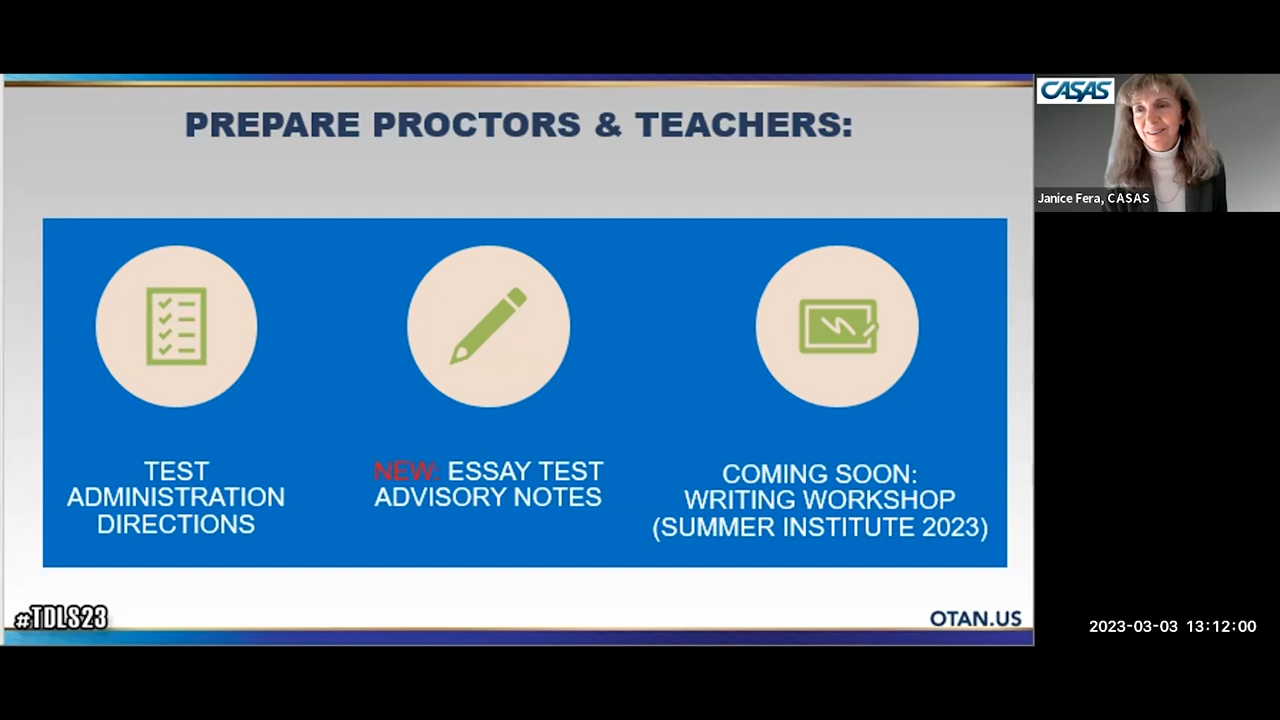 PREPARE PROCTORS & TEACHERS:
TEST
ADMINISTRATION
DIRECTIONS
NEW: ESSAY TEST
ADVISORY NOTES
COMING SOON:
WRITING WORKSHOP
(SUMMER INSTITUTE 2023)
#TDLS23
OTAN.US
CASAS
Janice Fera, CASAS
2023-03-03 13:12:00